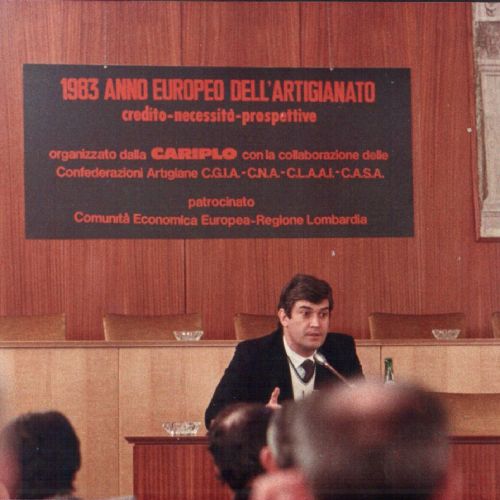 1983 ANNO EUROPEO DELL'ARTIGIANATO
credito-necessità-prospettive
organizzato dalla CARIPLO con la collaborazione delle
Confederazioni Artigiane C.G.I.A.-C.N.A.-C.L.A.A.I.-C.A.S.A.
patrocinato
Comunità Economica Europea-Regione Lombardia